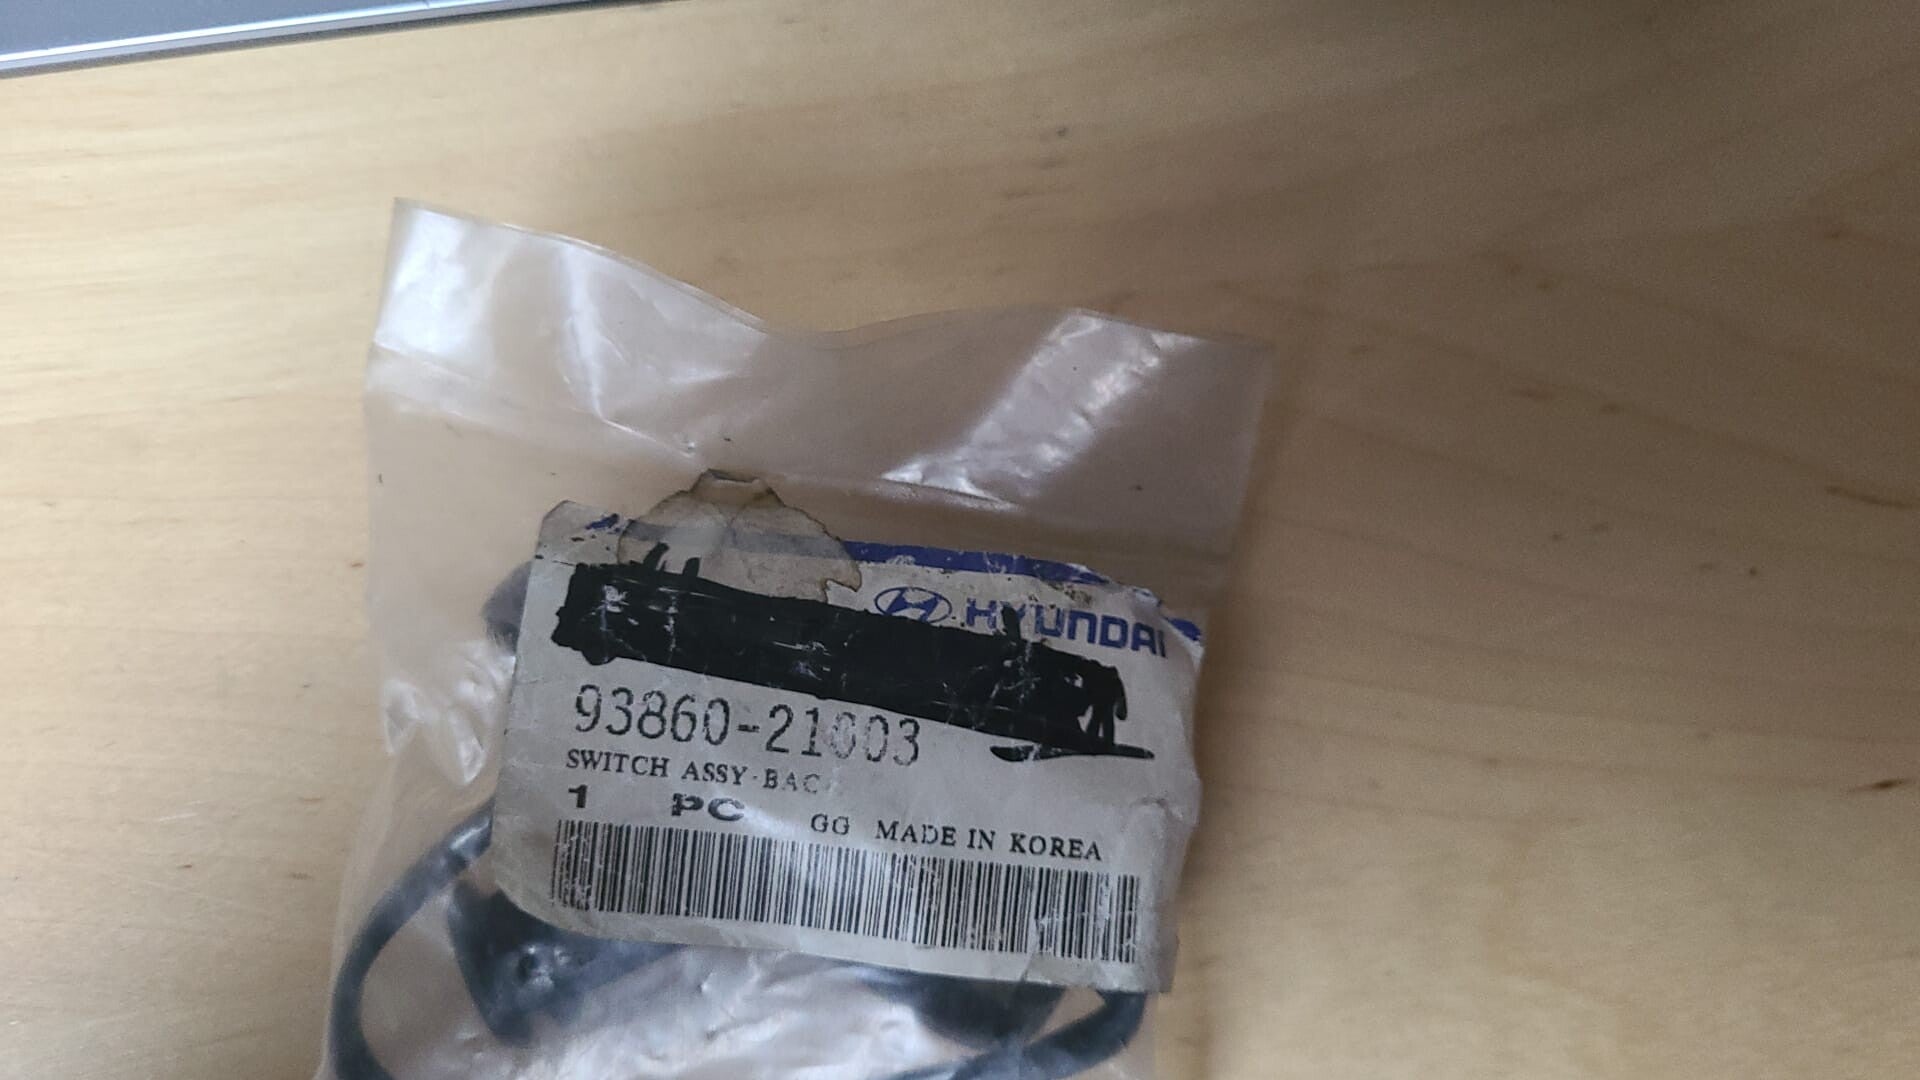 HYUNDAI
93860-21003
SWITCH ASSY-BAC
1 PC GG MADE IN KOREA